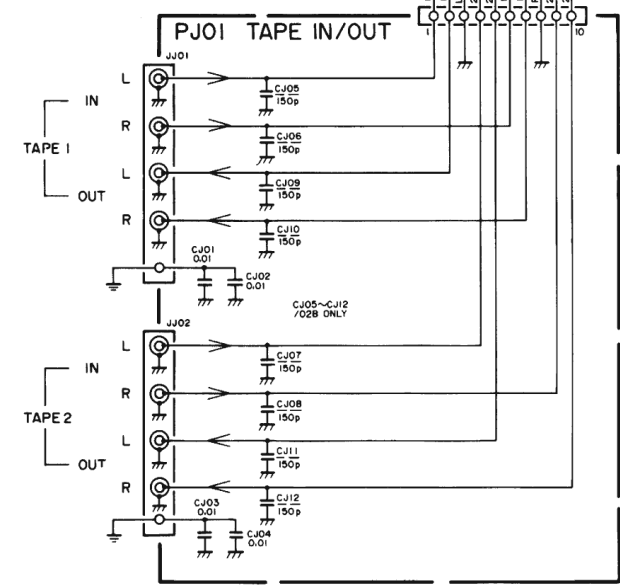 PJ01 TAPE IN/OUT
1
10
JJ01
L
IN
CJ05
150p
R
CJ06
150p
TAPE 1
L
CJ09
150p
OUT
R
CJ10
150p
CJ01
0.01
CJ02
0.01
CJ05~CJ12
/02B ONLY
JJ02
L
IN
CJ07
150p
R
CJ08
150p
TAPE 2
L
CJ11
150p
OUT
R
CJ12
150p
CJ03
0.01
CJ04
0.01